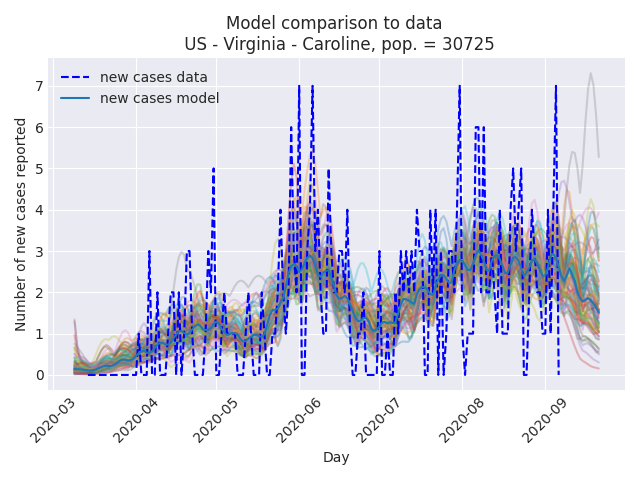 Model comparison to data
US - Virginia - Caroline, pop. = 30725
new cases data
new cases model
Number of new cases reported
7
6
5
4
3
2
1
0
2020-03
2020-04
2020-05
2020-06
2020-07
2020-08
2020-09
Day